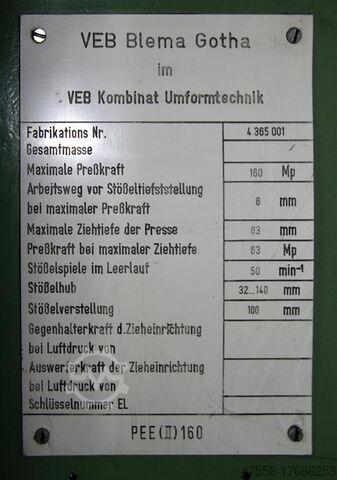 VEB Blema Gotha
im
VEB Kombinat Umformtechnik
Fabrikations Nr. 4 365 001
Gesamtmasse
Maximale Preßkraft 160 Mp
Arbeitsweg vor Stößeltiefststellung
bei maximaler Preßkraft 6 mm
Maximale Ziehtiefe der Presse 63 mm
Preßkraft bei maximaler Ziehtiefe 63 Mp
Stößelspiele im Leerlauf 50 min⁻¹
Stößelhub 32...140 mm
Stößelverstellung 100 mm
Gegenhalterkraft d. Zieheinrichtung
bei Luftdruck von
Auswerferkraft der Zieheinrichtung
bei Luftdruck von
Schlüsselnummer EL
PEE(II)160
47558-17666253